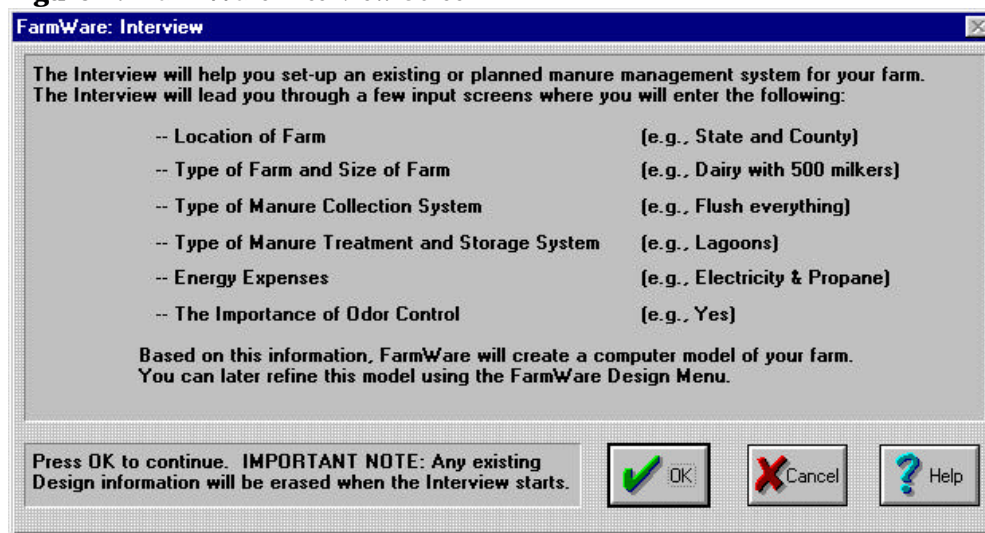 FarmWare: Interview
The Interview will help you set-up an existing or planned manure management system for your farm.
The Interview will lead you through a few input screens where you will enter the following:
-- Location of Farm (e.g., State and County)
-- Type of Farm and Size of Farm (e.g., Dairy with 500 milkers)
-- Type of Manure Collection System (e.g., Flush everything)
-- Type of Manure Treatment and Storage System (e.g., Lagoons)
-- Energy Expenses (e.g., Electricity & Propane)
-- The Importance of Odor Control (e.g., Yes)
Based on this information, FarmWare will create a computer model of your farm.
You can later refine this model using the FarmWare Design Menu.
Press OK to continue. IMPORTANT NOTE: Any existing
Design information will be erased when the Interview starts.
OK
Cancel
Help